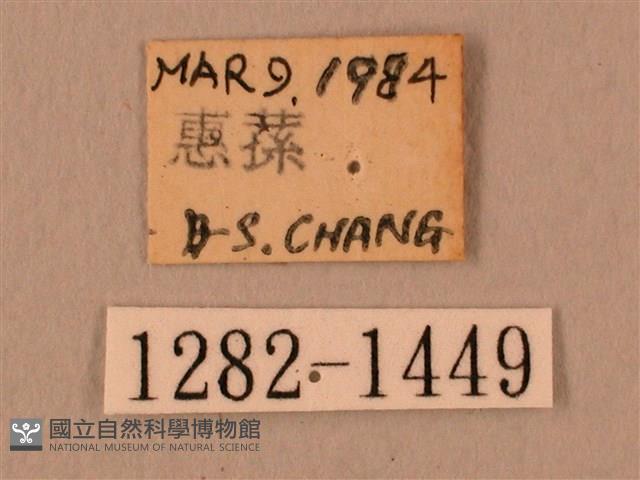 MAR 9, 1984
惠蓀
D-S. CHANG
1282-1449
國立自然科學博物館
NATIONAL MUSEUM OF NATURAL SCIENCE